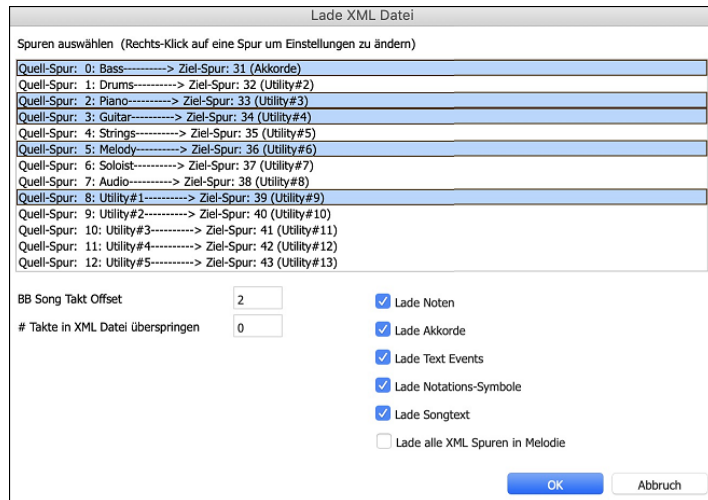 Lade XML Datei
Spuren auswählen (Rechts-Klick auf eine Spur um Einstellungen zu ändern)
Quell-Spur: 0: Bass----------> Ziel-Spur: 31 (Akkorde)
Quell-Spur: 1: Drums----------> Ziel-Spur: 32 (Utility#2)
Quell-Spur: 2: Piano----------> Ziel-Spur: 33 (Utility#3)
Quell-Spur: 3: Guitar----------> Ziel-Spur: 34 (Utility#4)
Quell-Spur: 4: Strings----------> Ziel-Spur: 35 (Utility#5)
Quell-Spur: 5: Melody----------> Ziel-Spur: 36 (Utility#6)
Quell-Spur: 6: Soloist----------> Ziel-Spur: 37 (Utility#7)
Quell-Spur: 7: Audio----------> Ziel-Spur: 38 (Utility#8)
Quell-Spur: 8: Utility#1----------> Ziel-Spur: 39 (Utility#9)
Quell-Spur: 9: Utility#2----------> Ziel-Spur: 40 (Utility#10)
Quell-Spur: 10: Utility#3----------> Ziel-Spur: 41 (Utility#11)
Quell-Spur: 11: Utility#4----------> Ziel-Spur: 42 (Utility#12)
Quell-Spur: 12: Utility#5----------> Ziel-Spur: 43 (Utility#13)
BB Song Takt Offset 2
# Takte in XML Datei überspringen 0
Lade Noten
Lade Akkorde
Lade Text Events
Lade Notations-Symbole
Lade Songtext
Lade alle XML Spuren in Melodie
OK Abbruch